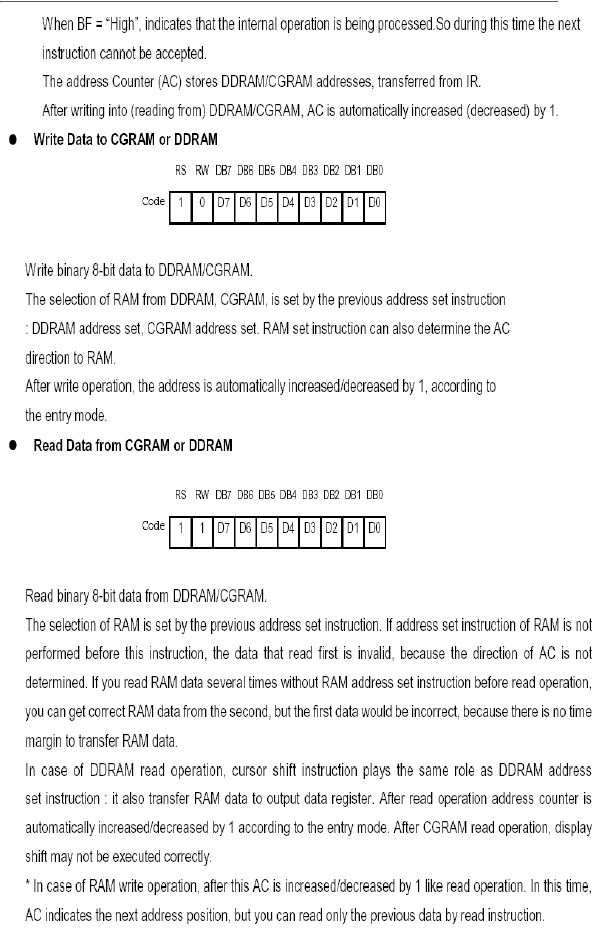 When BF = “High”, indicates that the internal operation is being processed.So during this time the next
instruction cannot be accepted.
The address Counter (AC) stores DDRAM/CGRAM addresses, transferred from IR.
After writing into (reading from) DDRAM/CGRAM, AC is automatically increased (decreased) by 1.
● Write Data to CGRAM or DDRAM
RS RW DB7 DB6 DB5 DB4 DB3 DB2 DB1 DB0
Code 1 0 D7 D6 D5 D4 D3 D2 D1 D0
Write binary 8-bit data to DDRAM/CGRAM.
The selection of RAM from DDRAM, CGRAM, is set by the previous address set instruction
: DDRAM address set, CGRAM address set. RAM set instruction can also determine the AC
direction to RAM.
After write operation, the address is automatically increased/decreased by 1, according to
the entry mode.
● Read Data from CGRAM or DDRAM
RS RW DB7 DB6 DB5 DB4 DB3 DB2 DB1 DB0
Code 1 1 D7 D6 D5 D4 D3 D2 D1 D0
Read binary 8-bit data from DDRAM/CGRAM.
The selection of RAM is set by the previous address set instruction. If address set instruction of RAM is not
performed before this instruction, the data that read first is invalid, because the direction of AC is not
determined. If you read RAM data several times without RAM address set instruction before read operation,
you can get correct RAM data from the second, but the first data would be incorrect, because there is no time
margin to transfer RAM data.
In case of DDRAM read operation, cursor shift instruction plays the same role as DDRAM address
set instruction : it also transfer RAM data to output data register. After read operation address counter is
automatically increased/decreased by 1 according to the entry mode. After CGRAM read operation, display
shift may not be executed correctly.
* In case of RAM write operation, after this AC is increased/decreased by 1 like read operation. In this time,
AC indicates the next address position, but you can read only the previous data by read instruction.